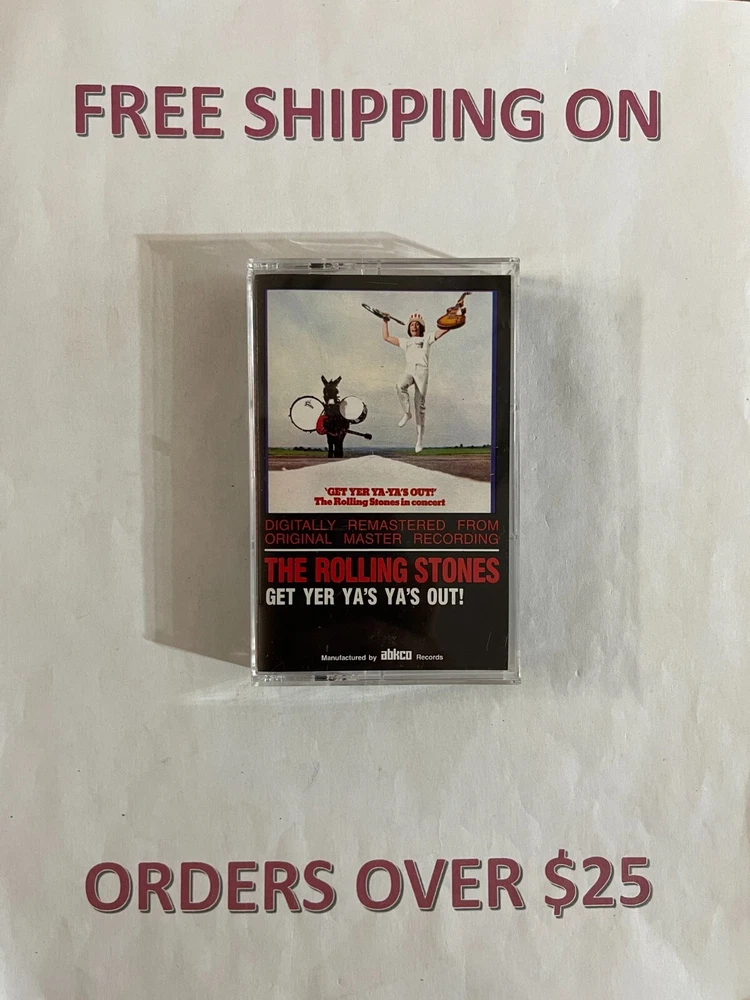 FREE SHIPPING ON
'GET YER YA-YA'S OUT!'
The Rolling Stones in concert
DIGITALLY REMASTERED FROM
ORIGINAL MASTER RECORDING
THE ROLLING STONES
GET YER YA'S YA'S OUT!
Manufactured by abkco Records
ORDERS OVER $25